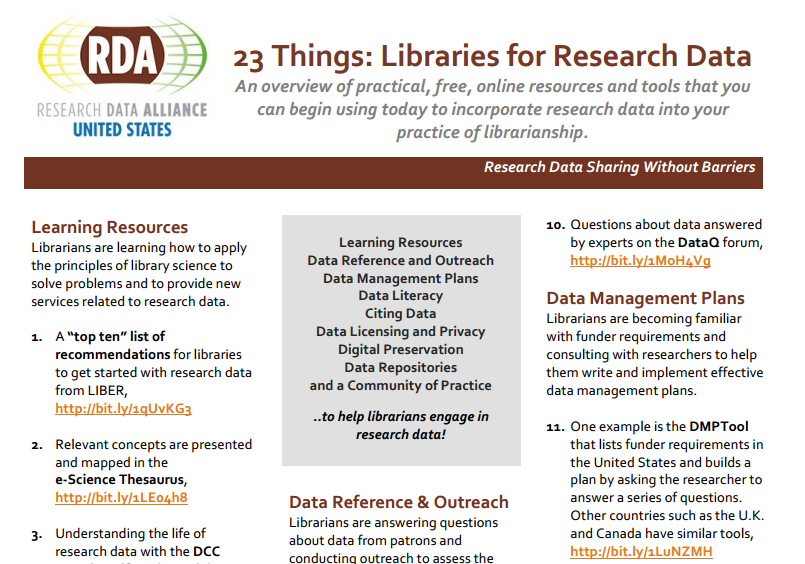 RDA
RESEARCH DATA ALLIANCE
UNITED STATES
23 Things: Libraries for Research Data
An overview of practical, free, online resources and tools that you
can begin using today to incorporate research data into your
practice of librarianship.
Research Data Sharing Without Barriers
Learning Resources
Librarians are learning how to apply
the principles of library science to
solve problems and to provide new
services related to research data.
1. A “top ten” list of
recommendations for libraries
to get started with research data
from LIBER,
http://bit.ly/1qUvKG3
2. Relevant concepts are presented
and mapped in the
e-Science Thesaurus,
http://bit.ly/1LEo4h8
3. Understanding the life of
research data with the DCC
Learning Resources
Data Reference and Outreach
Data Management Plans
Data Literacy
Citing Data
Data Licensing and Privacy
Digital Preservation
Data Repositories
and a Community of Practice
..to help librarians engage in
research data!
Data Reference & Outreach
Librarians are answering questions
about data from patrons and
conducting outreach to assess the
10. Questions about data answered
by experts on the DataQ forum,
http://bit.ly/1MoH4Vg
Data Management Plans
Librarians are becoming familiar
with funder requirements and
consulting with researchers to help
them write and implement effective
data management plans.
11. One example is the DMPTool
that lists funder requirements in
the United States and builds a
plan by asking the researcher to
answer a series of questions.
Other countries such as the U.K.
and Canada have similar tools,
http://bit.ly/1LuNZMH